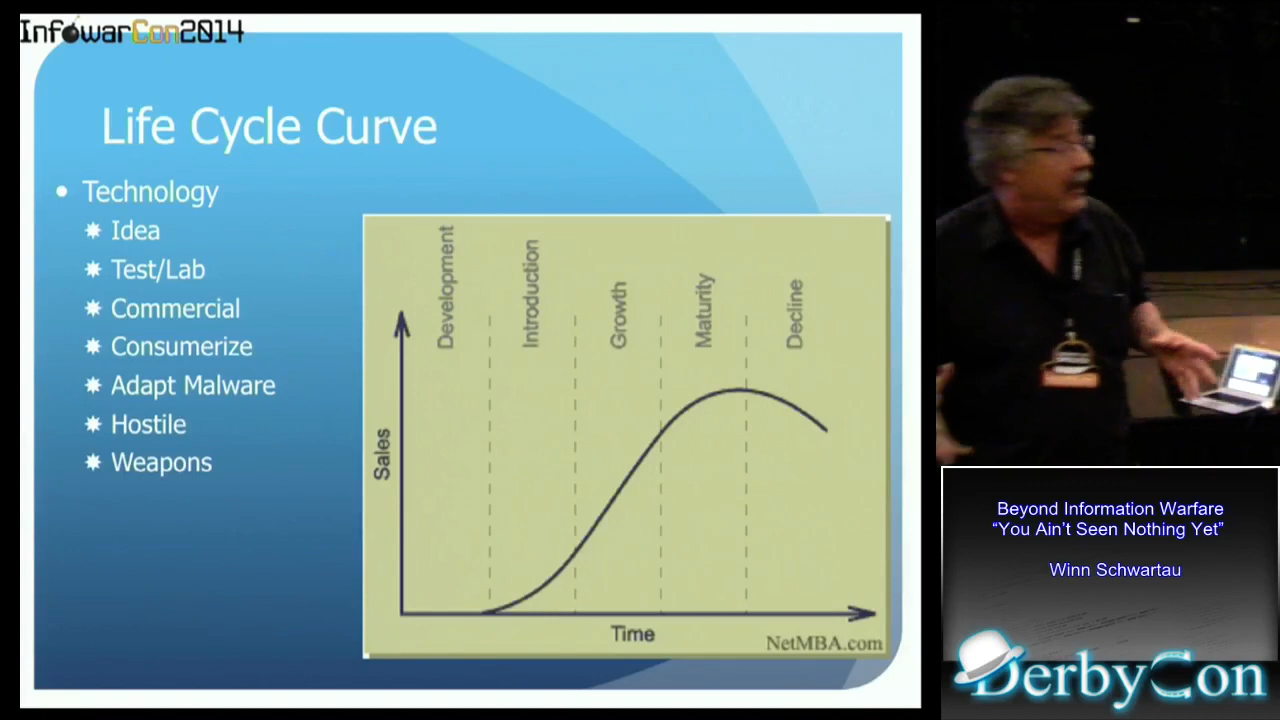 InfowarCon2014
Life Cycle Curve
Technology
Idea
Test/Lab
Commercial
Consumerize
Adapt Malware
Hostile
Weapons
Development
Introduction
Growth
Maturity
Decline
Sales
Time
NetMBA.com
Beyond Information Warfare
“You Ain't Seen Nothing Yet”
Winn Schwartau
DerbyCon